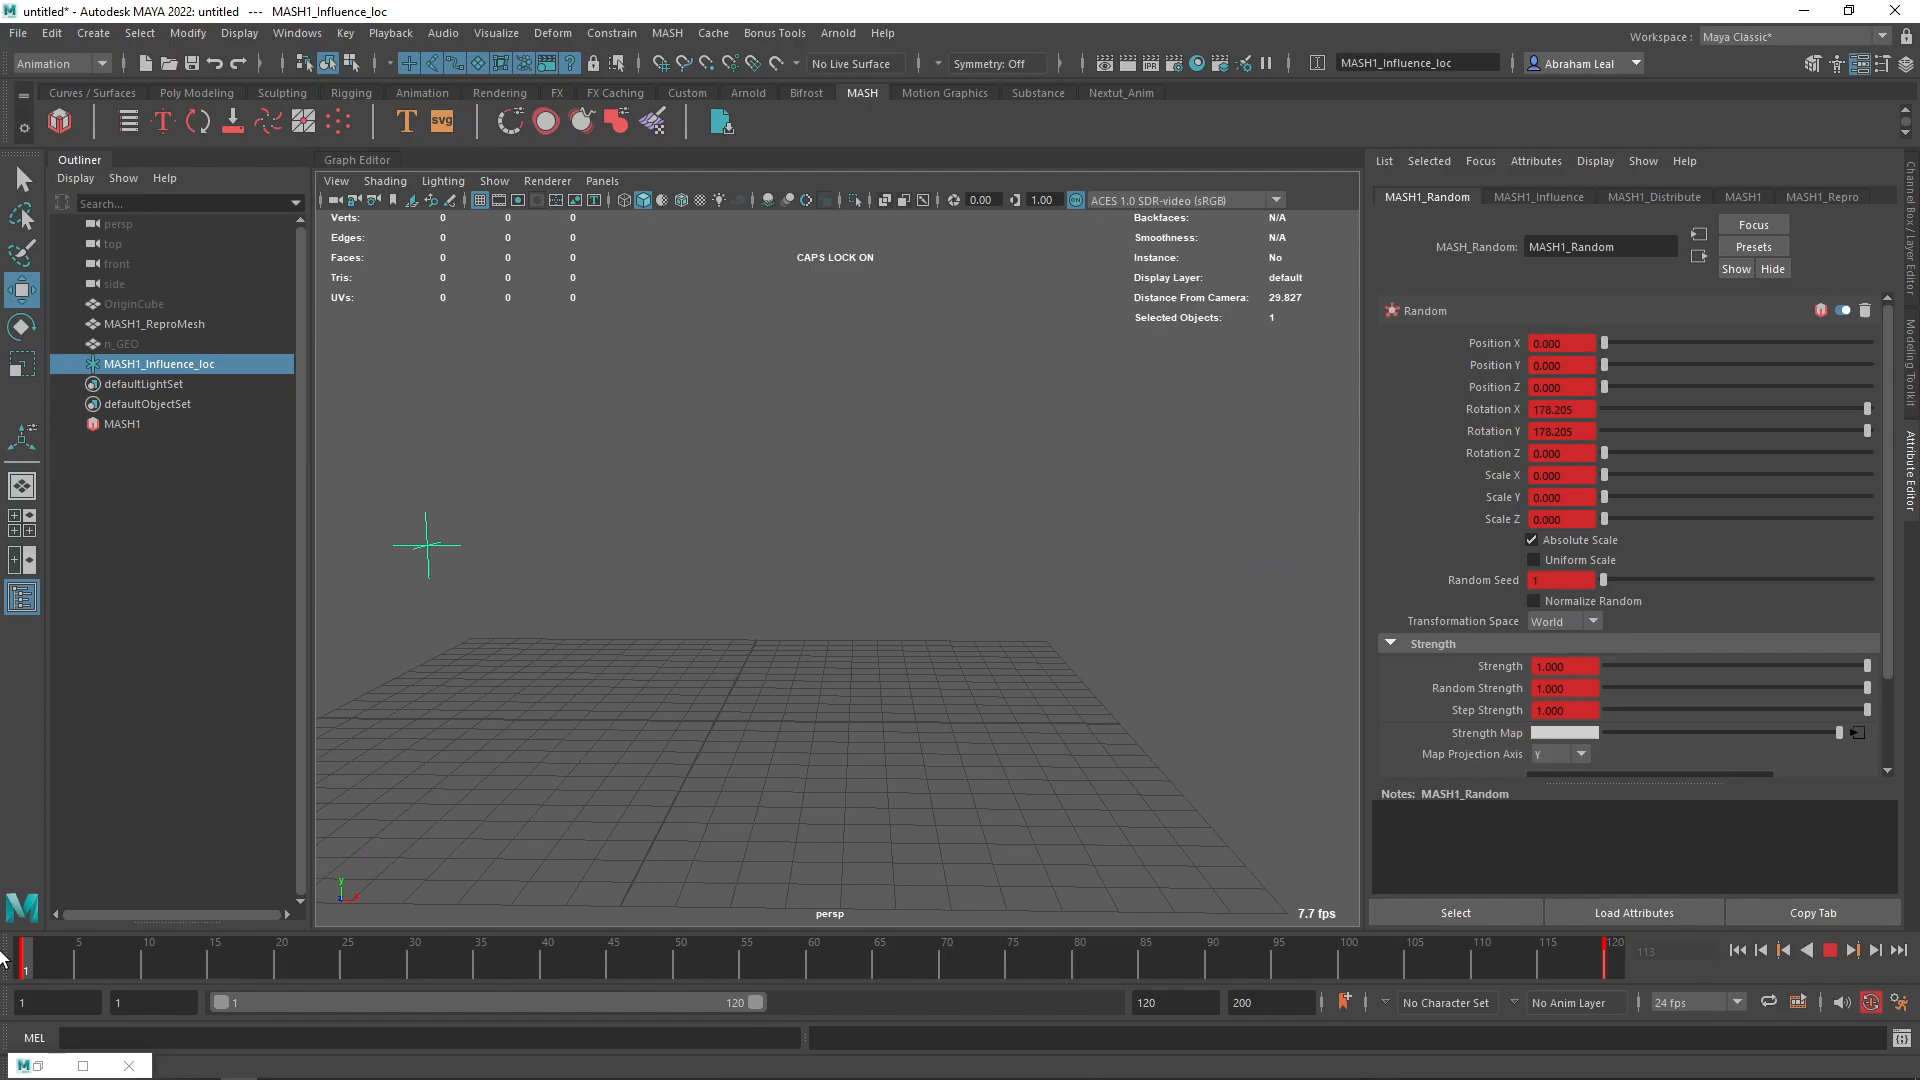 untitled* - Autodesk MAYA 2022: untitled --- MASH1_Influence_loc
File Edit Create Select Modify Display Windows Key Playback Audio Visualize Deform Constrain MASH Cache Bonus Tools Arnold Help
Workspace : Maya Classic*
Animation No Live Surface Symmetry: Off MASH1_Influence_loc Abraham Leal
Curves / Surfaces Poly Modeling Sculpting Rigging Animation Rendering FX FX Caching Custom Arnold Bifrost MASH Motion Graphics Substance Nextut_Anim
Outliner
Display Show Help
Search...
persp
top
front
side
OriginCube
MASH1_ReproMesh
n_GEO
MASH1_Influence_loc
defaultLightSet
defaultObjectSet
MASH1
Graph Editor
View Shading Lighting Show Renderer Panels
0.00 1.00 ACES 1.0 SDR-video (sRGB)
Verts: 0 0 0
Edges: 0 0 0
Faces: 0 0 0
Tris: 0 0 0
UVs: 0 0 0
CAPS LOCK ON
Backfaces: N/A
Smoothness: N/A
Instance: No
Display Layer: default
Distance From Camera: 29.827
Selected Objects: 1
persp
7.7 fps
List Selected Focus Attributes Display Show Help
MASH1_Random MASH1_Influence MASH1_Distribute MASH1 MASH1_Repro
MASH_Random: MASH1_Random
Focus
Presets
Show Hide
Random
Position X 0.000
Position Y 0.000
Position Z 0.000
Rotation X 178.205
Rotation Y 178.205
Rotation Z 0.000
Scale X 0.000
Scale Y 0.000
Scale Z 0.000
Absolute Scale
Uniform Scale
Random Seed 1
Normalize Random
Transformation Space World
Strength
Strength 1.000
Random Strength 1.000
Step Strength 1.000
Strength Map
Map Projection Axis Y
Notes: MASH1_Random
Select Load Attributes Copy Tab
Channel Box / Layer Editor
Modeling Toolkit
Attribute Editor
5 10 15 20 25 30 35 40 45 50 55 60 65 70 75 80 85 90 95 100 105 110 115 120
1
113
1 1 1 120 120 200 No Character Set No Anim Layer 24 fps
MEL